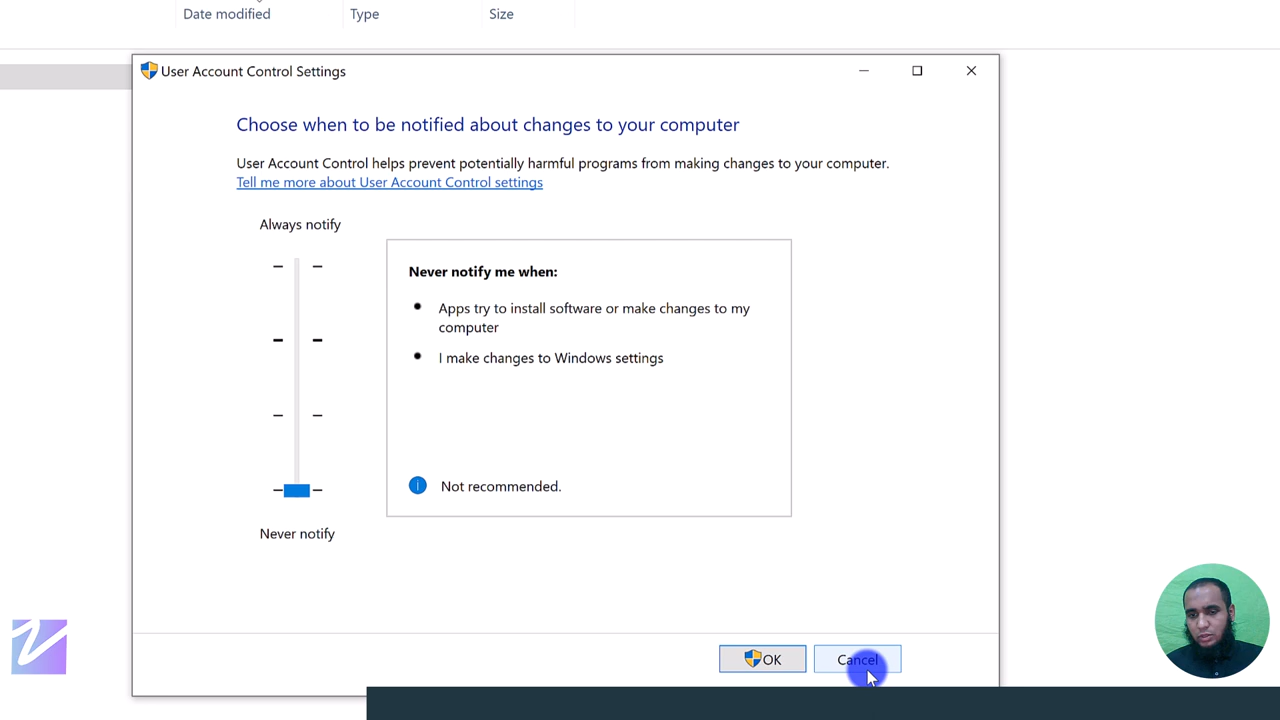 Date modified
Type
Size
User Account Control Settings
Choose when to be notified about changes to your computer
User Account Control helps prevent potentially harmful programs from making changes to your computer.
Tell me more about User Account Control settings
Always notify
Never notify me when:
Apps try to install software or make changes to my
computer
I make changes to Windows settings
Not recommended.
Never notify
OK
Cancel